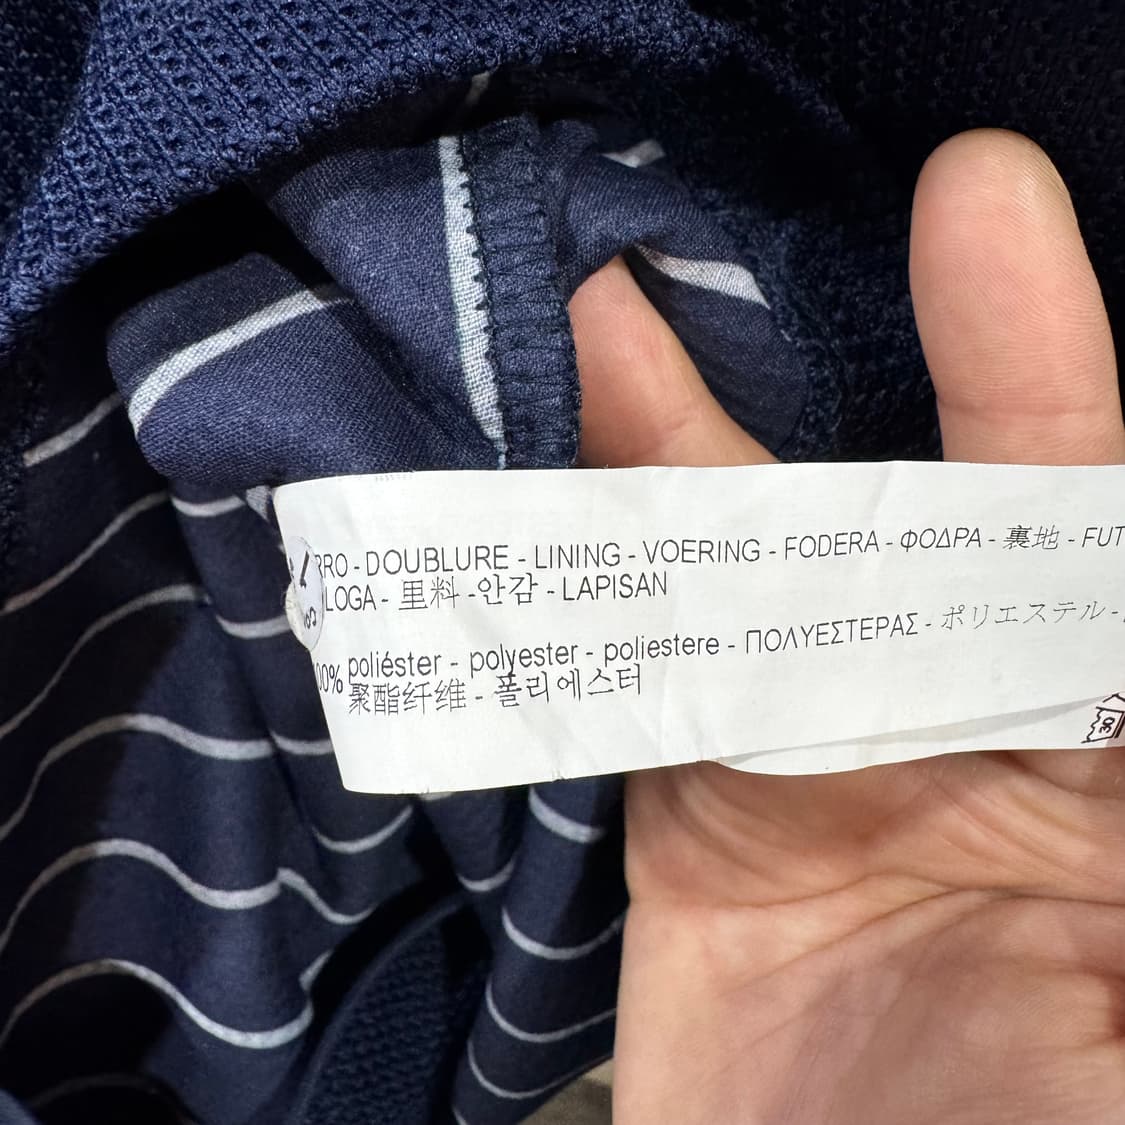 RRO - DOUBLURE - LINING - VOERING - FODERA - ΦΟΔΡΑ - 裏地 - FUT
LOGA - 里料 - 안감 - LAPISAN
00% poliéster - polyester - poliestere - ΠΟΛΥΕΣΤΕΡΑΣ - ポリエステル -
聚酯纤维 - 폴리에스터
30